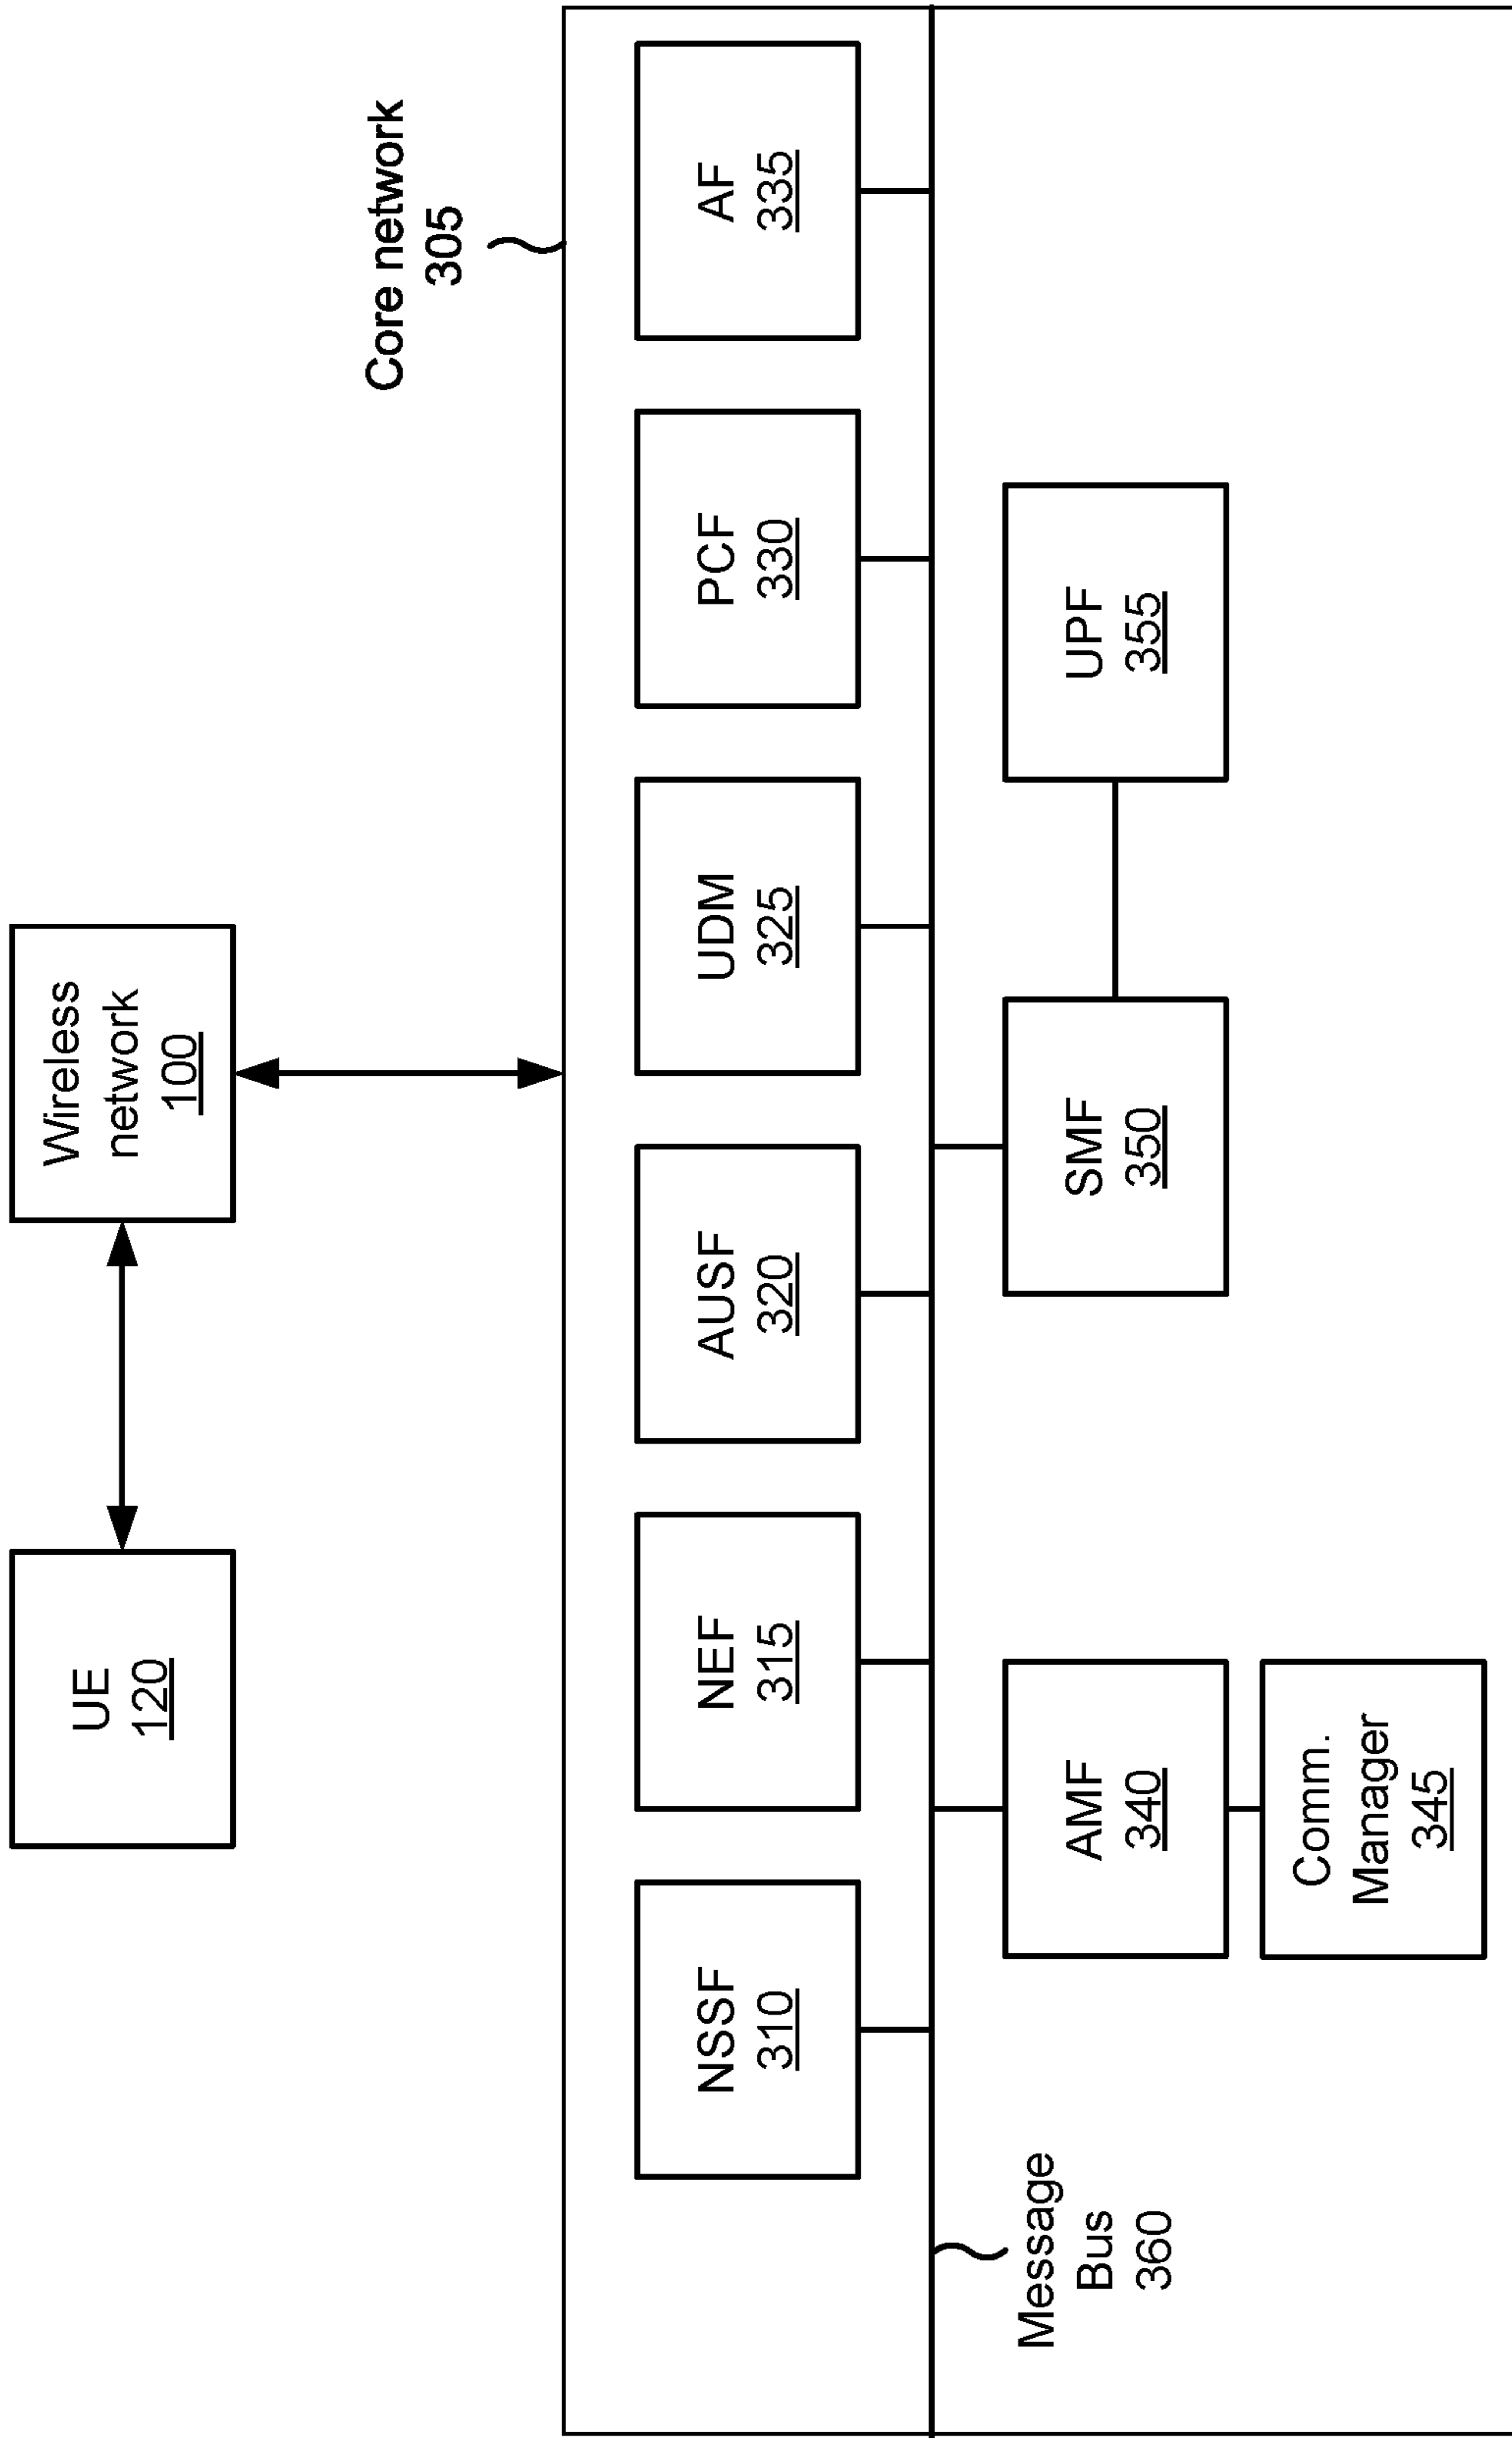 UE
120
Wireless
network
100
Core network
305
NSSF
310
NEF
315
AUSF
320
UDM
325
PCF
330
AF
335
Message
Bus
360
AMF
340
SMF
350
UPF
355
Comm.
Manager
345